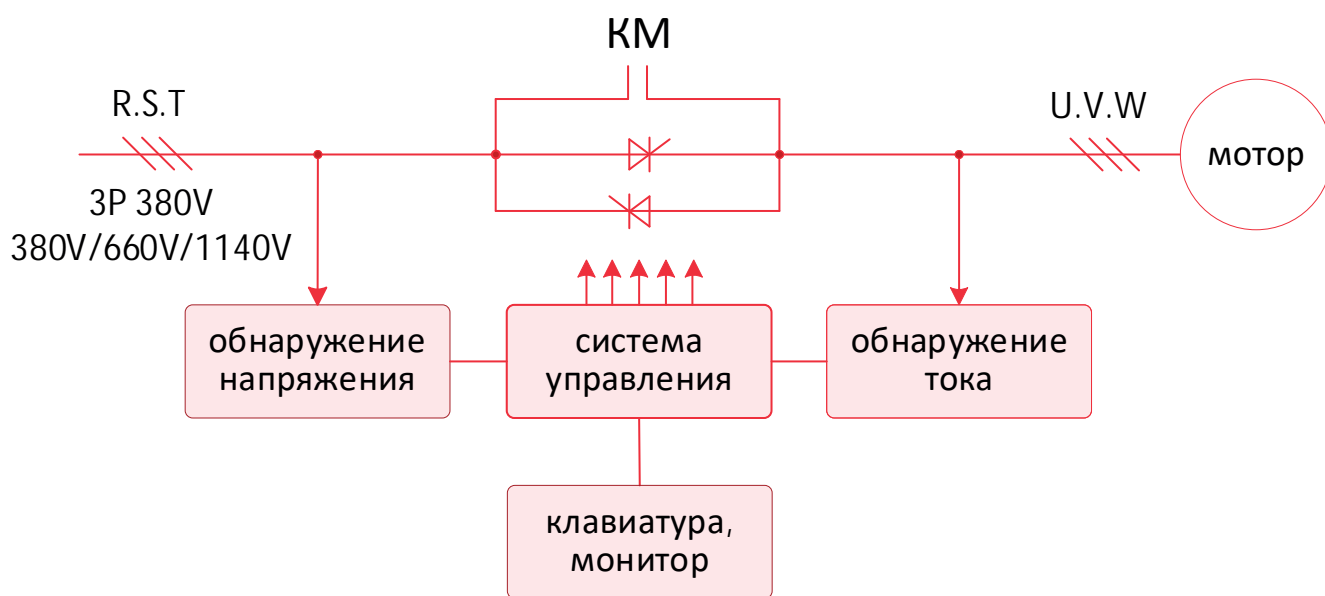 КМ
R.S.T
U.V.W
мотор
3P 380V
380V/660V/1140V
обнаружение
напряжения
система
управления
обнаружение
тока
клавиатура,
монитор